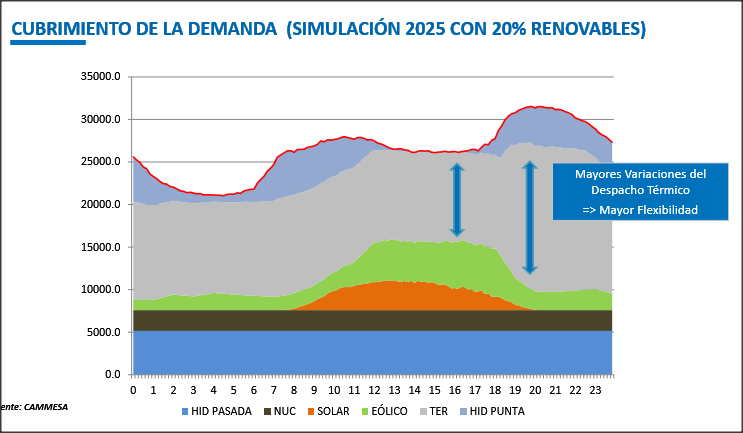 CUBRIMIENTO DE LA DEMANDA (SIMULACIÓN 2025 CON 20% RENOVABLES)
35000.0
30000.0
25000.0
20000.0
15000.0
10000.0
5000.0
0.0
Mayores Variaciones del
Despacho Térmico
=> Mayor Flexibilidad
0 1 2 3 4 5 6 7 8 9 10 11 12 13 14 15 16 17 18 19 20 21 22 23
ente: CAMMESA
HID PASADA NUC SOLAR EÓLICO TER HID PUNTA